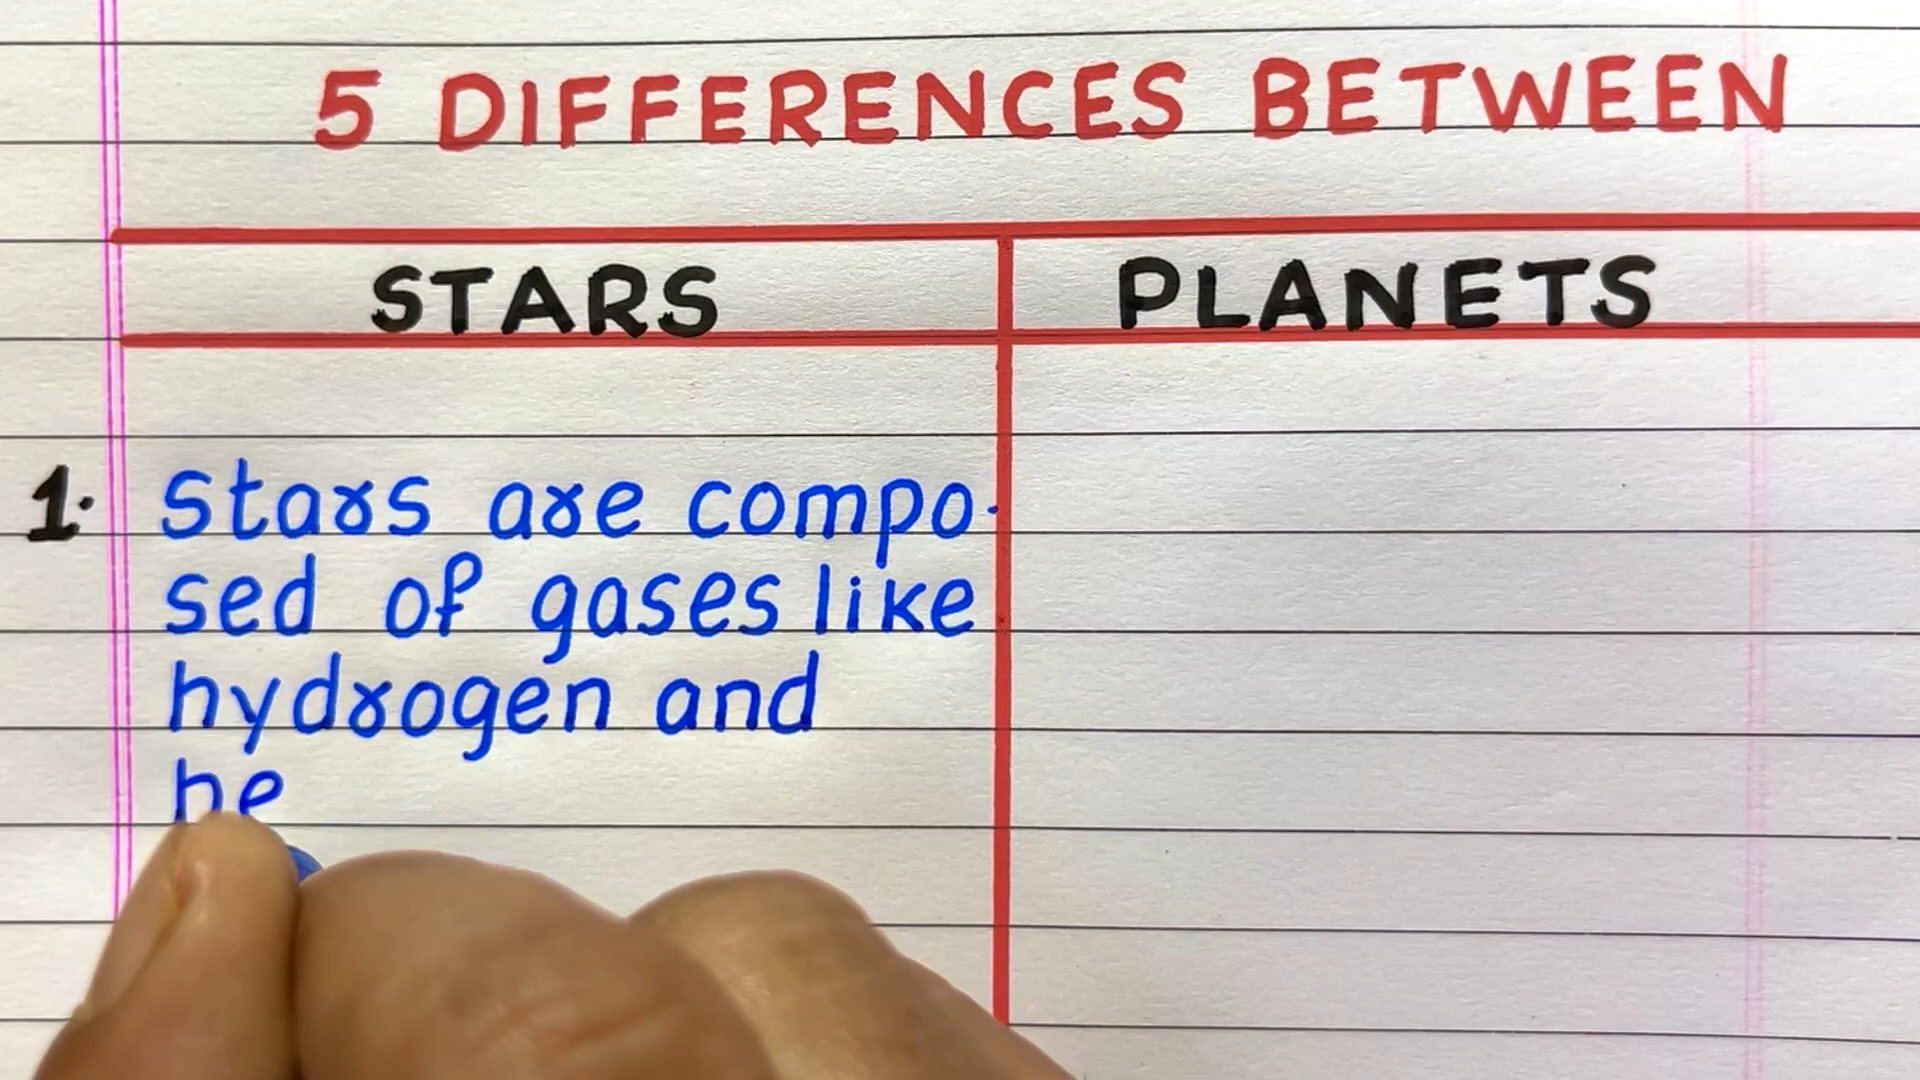 5 DIFFERENCES BETWEEN
STARS PLANETS
1. Stars are compo-
sed of gases like
hydrogen and
he